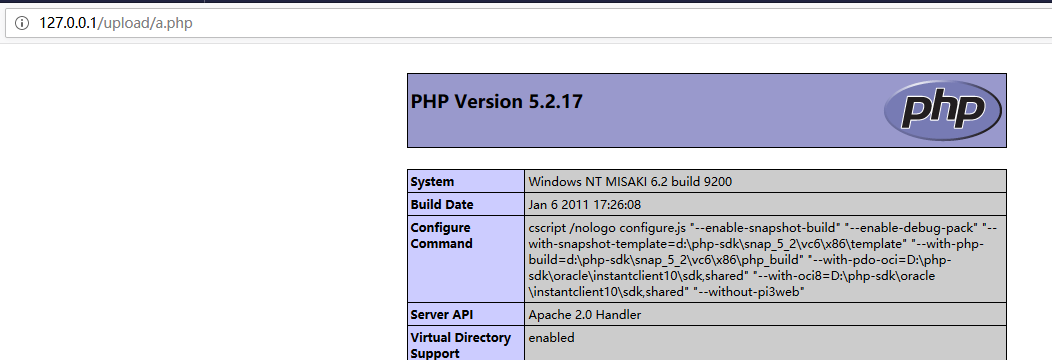 127.0.0.1/upload/a.php
PHP Version 5.2.17
php
System Windows NT MISAKI 6.2 build 9200
Build Date Jan 6 2011 17:26:08
Configure Command cscript /nologo configure.js "--enable-snapshot-build" "--enable-debug-pack" "--
with-snapshot-template=d:\php-sdk\snap_5_2\vc6\x86\template" "--with-php-
build=d:\php-sdk\snap_5_2\vc6\x86\php_build" "--with-pdo-oci=D:\php-
sdk\oracle\instantclient10\sdk,shared" "--with-oci8=D:\php-sdk\oracle
\instantclient10\sdk,shared" "--without-pi3web"
Server API Apache 2.0 Handler
Virtual Directory Support enabled